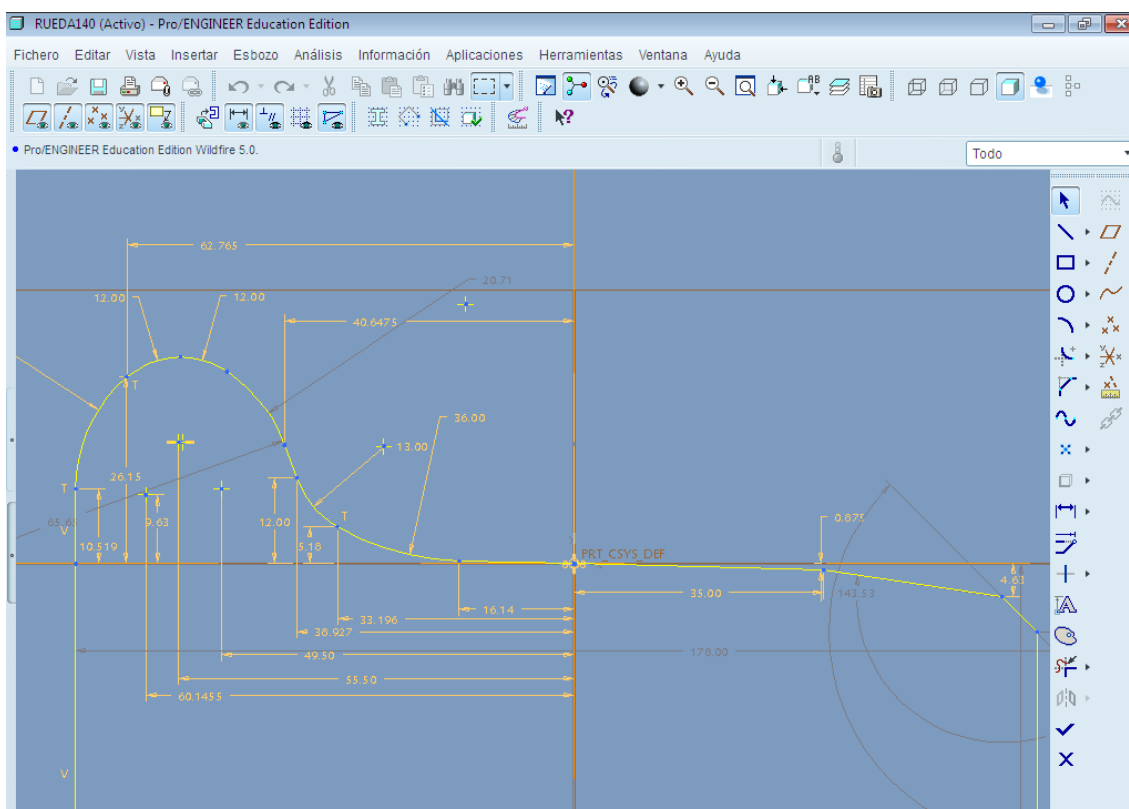 RUEDA140 (Activo) - Pro/ENGINEER Education Edition
Fichero Editar Vista Insertar Esbozo Análisis Información Aplicaciones Herramientas Ventana Ayuda
Pro/ENGINEER Education Edition Wildfire 5.0.
Todo
62.765
20.71
12.00
12.00
40.6475
T
36.00
13.00
26.15
T
T
V
65.65
9.63
12.00
10.519
5.18
PRT_CSYS_DEF
0.875
4.63
143.53
35.00
16.14
33.196
38.927
49.50
178.00
55.50
60.1455
V